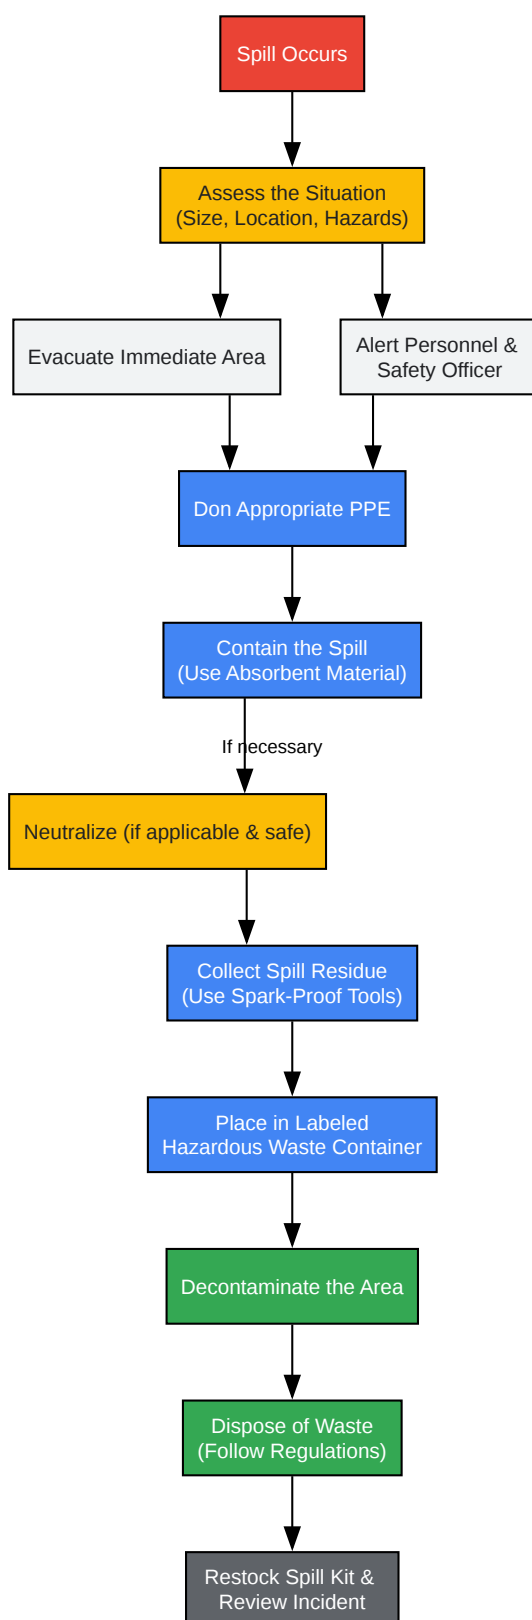 Spill Occurs
Assess the Situation
(Size, Location, Hazards)
Evacuate Immediate Area
Alert Personnel &
Safety Officer
Don Appropriate PPE
Contain the Spill
(Use Absorbent Material)
If necessary
Neutralize (if applicable & safe)
Collect Spill Residue
(Use Spark-Proof Tools)
Place in Labeled
Hazardous Waste Container
Decontaminate the Area
Dispose of Waste
(Follow Regulations)
Restock Spill Kit &
Review Incident